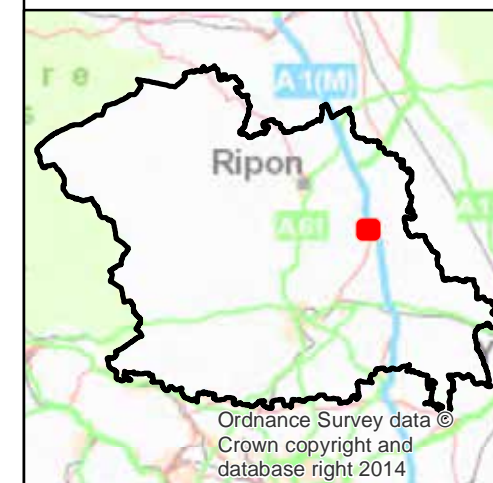 r e
A1(M)
Ripon
A61
A1
Ordnance Survey data ©
Crown copyright and
database right 2014